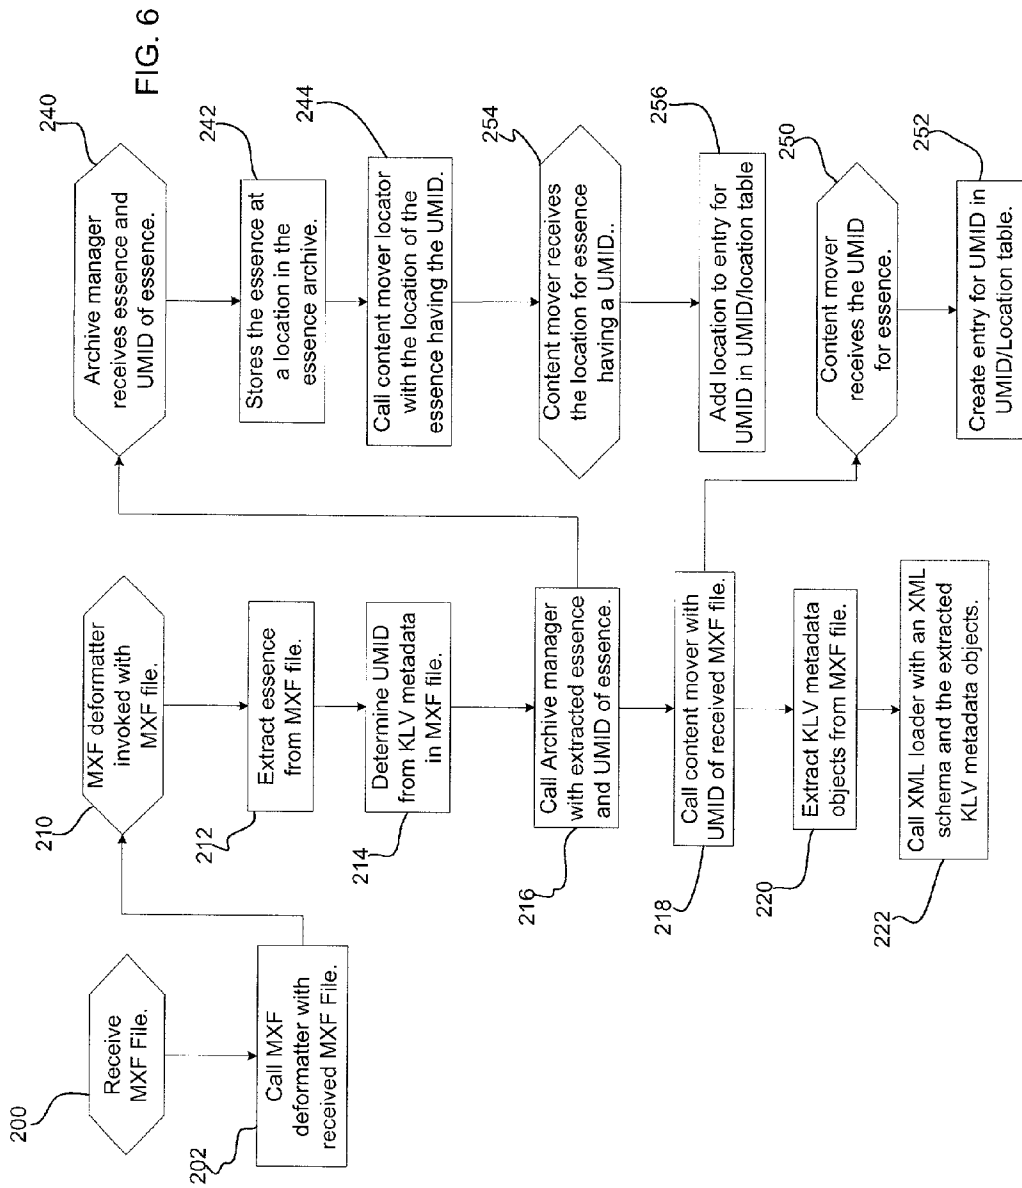 FIG. 6
200
Receive
MXF File.
202
Call MXF
deformatter with
received MXF File.
210
MXF deformatter
invoked with
MXF file.
212
Extract essence
from MXF file.
214
Determine UMID
from KLV metadata
in MXF file.
216
Call Archive manager
with extracted essence
and UMID of essence.
218
Call content mover with
UMID of received MXF file.
220
Extract KLV metadata
objects from MXF file.
222
Call XML loader with an XML
schema and the extracted
KLV metadata objects.
240
Archive manager
receives essence and
UMID of essence.
242
Stores the essence at
a location in the
essence archive.
244
Call content mover locator
with the location of the
essence having the UMID.
254
Content mover receives
the location for essence
having a UMID..
256
Add location to entry for
UMID in UMID/location table
250
Content mover
receives the UMID
for essence.
252
Create entry for UMID in
UMID/Location table.